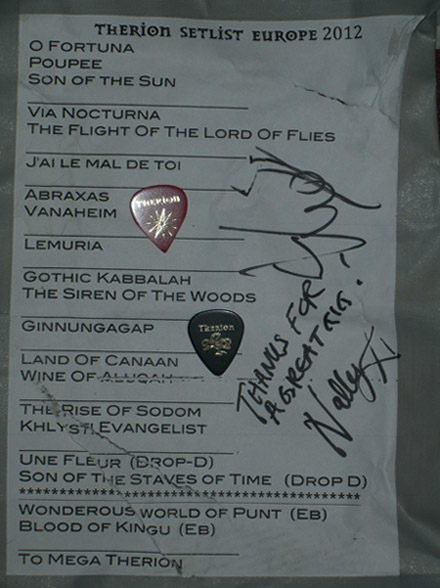 THERION SETLIST EUROPE 2012
O FORTUNA
POUPEE
SON OF THE SUN
VIA NOCTURNA
THE FLIGHT OF THE LORD OF FLIES
J'AI LE MAL DE TOI
ABRAXAS
VANAHEIM
THERION
LEMURIA
GOTHIC KABBALAH
THE SIREN OF THE WOODS
GINNUNGAGAP
THERION
LAND OF CANAAN
WINE OF ALUQAH
THE RISE OF SODOM
KHLYSTI EVANGELIST
UNE FLEUR (DROP-D)
SON OF THE STAVES OF TIME (DROP D)
WONDEROUS WORLD OF PUNT (EB)
BLOOD OF KINGU (EB)
TO MEGA THERION
THANKS FOR
A GREAT